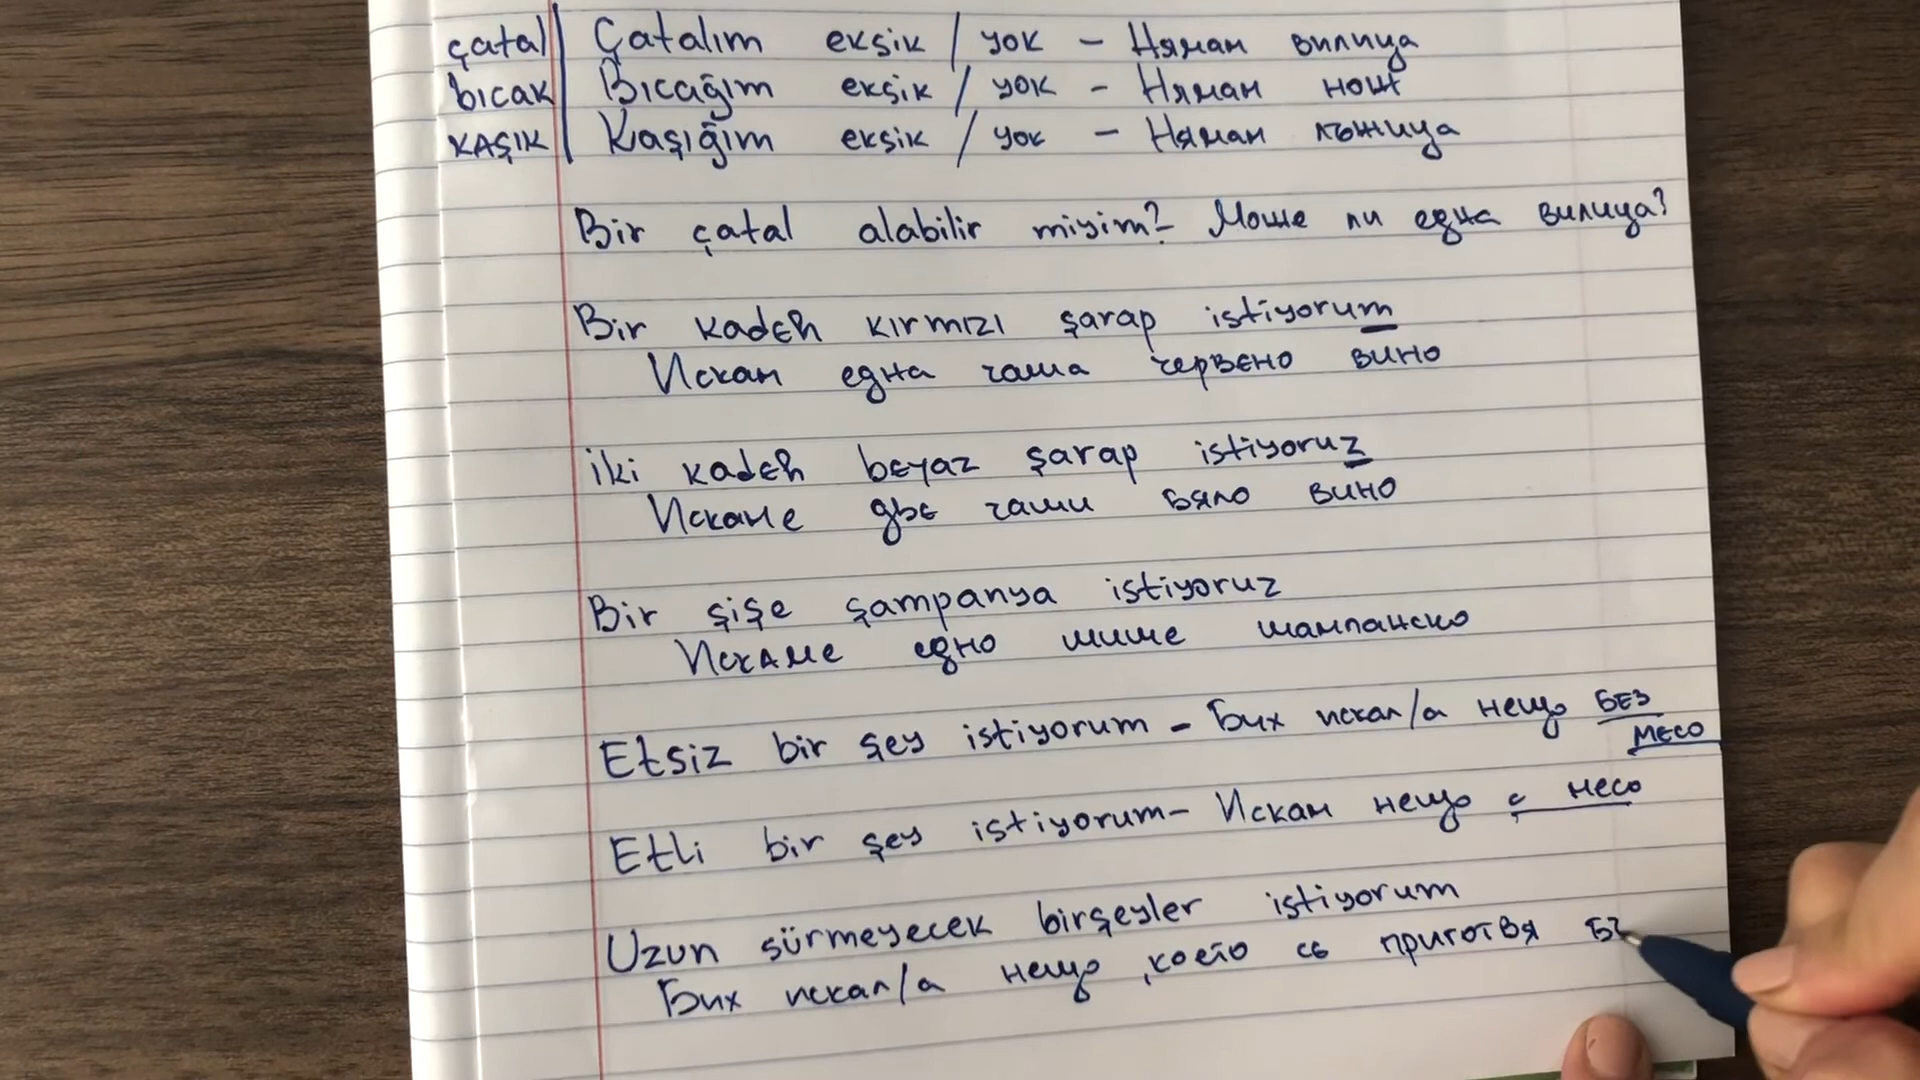 çatal | Çatalım eksik / yok - Нямам вилица
bıcak | Bıcağım eksik / yok - Нямам нож
KAŞIK | Kaşığım eksik / yok - Нямам лъжица
Bir çatal alabilir miyim? - Може ли една вилица?
Bir kadeh kırmızı şarap istiyorum
Искам една чаша червено вино
İki kadeh beyaz şarap istiyoruz
Искаме две чаши бяло вино
Bir şişe şampanya istiyoruz
Искаме едно шише шампанско
Etsiz bir şey istiyorum - Бих искал/а нещо БЕЗ
МЕСО
Etli bir şey istiyorum - Искам нещо с месо
Uzun sürmeyecek birşeyler istiyorum
Бих искал/а нещо, което се приготвя